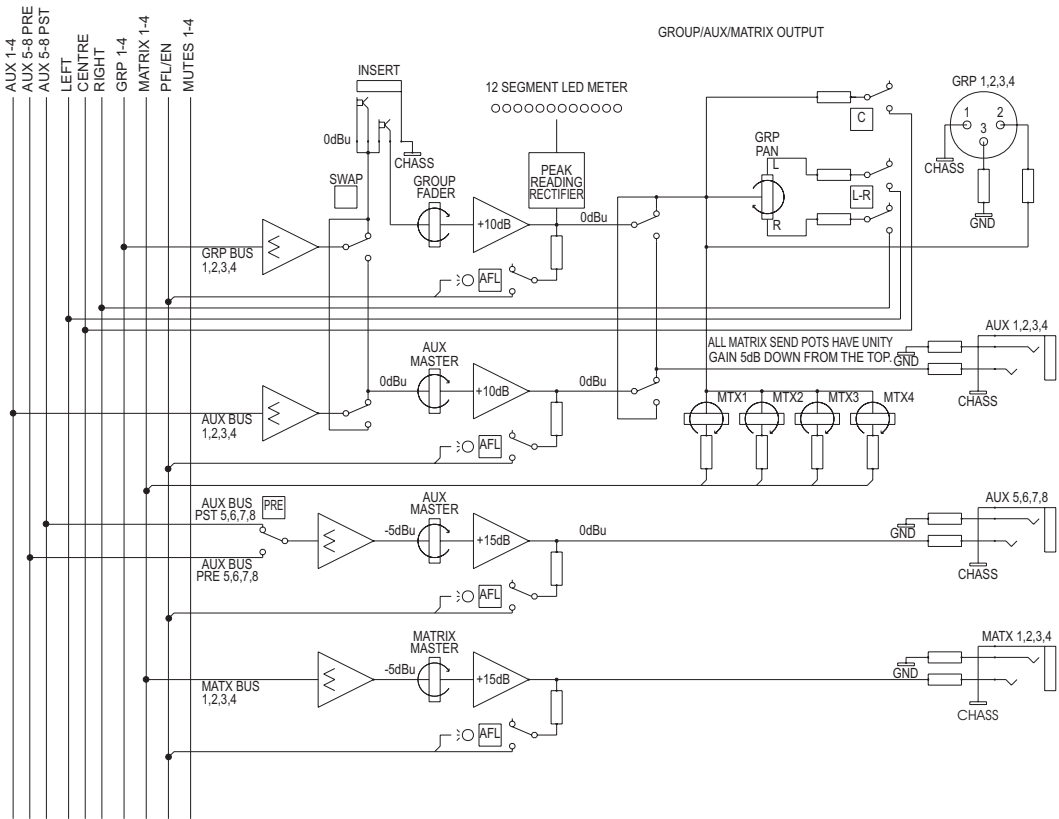 AUX 1-4
AUX 5-8 PRE
AUX 5-8 PST
LEFT
CENTRE
RIGHT
GRP 1-4
MATRIX 1-4
PFL/EN
MUTES 1-4
GROUP/AUX/MATRIX OUTPUT
INSERT
12 SEGMENT LED METER
GRP 1,2,3,4
0dBu
CHASS
C
1
2
3
GRP
PAN
L
R
CHASS
SWAP
GROUP
FADER
PEAK
READING
RECTIFIER
L-R
GND
+10dB
0dBu
GRP BUS
1,2,3,4
AFL
AUX 1,2,3,4
ALL MATRIX SEND POTS HAVE UNITY
GAIN 5dB DOWN FROM THE TOP.
GND
AUX
MASTER
0dBu
+10dB
0dBu
CHASS
MTX1
MTX2
MTX3
MTX4
AUX BUS
1,2,3,4
AFL
AUX BUS
PST 5,6,7,8
PRE
AUX
MASTER
AUX 5,6,7,8
-5dBu
+15dB
0dBu
GND
AUX BUS
PRE 5,6,7,8
CHASS
AFL
MATRIX
MASTER
MATX 1,2,3,4
-5dBu
+15dB
GND
MATX BUS
1,2,3,4
CHASS
AFL